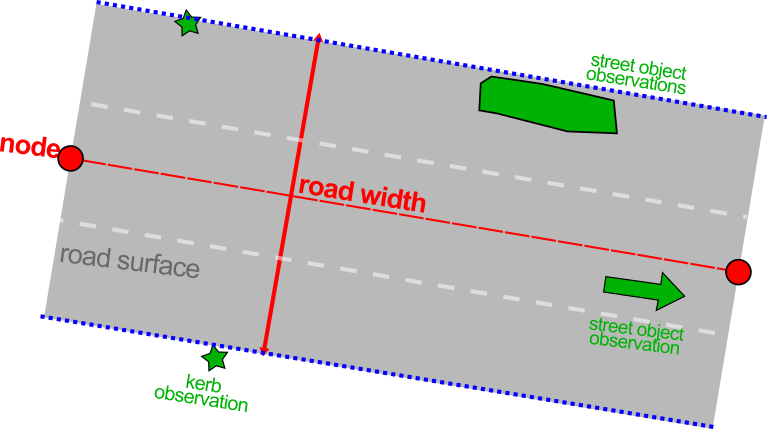 street object
observations
node
road width
road surface
street object
observation
kerb
observation